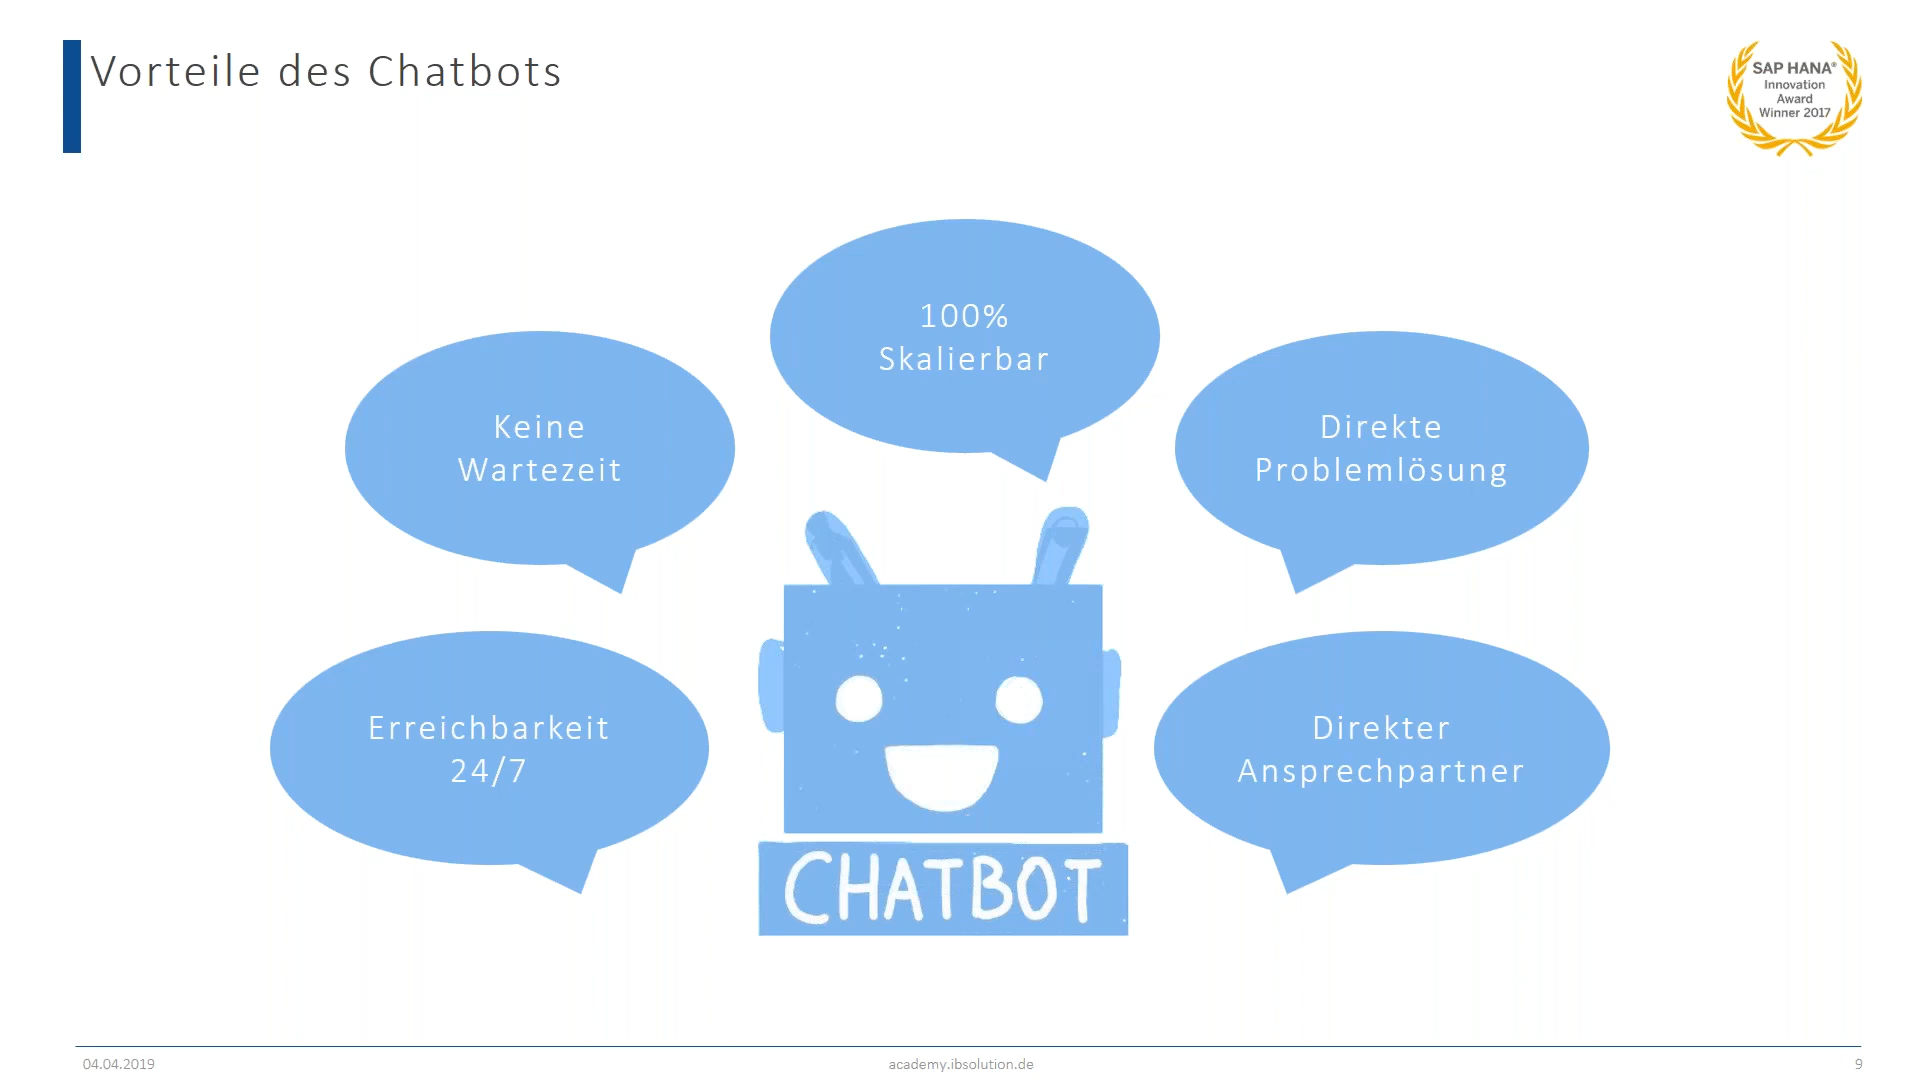 Vorteile des Chatbots
SAP HANA®
Innovation
Award
Winner 2017
100%
Skalierbar
Keine
Wartezeit
Direkte
Problemlösung
Erreichbarkeit
24/7
Direkter
Ansprechpartner
CHATBOT
04.04.2019
academy.ibsolution.de
9